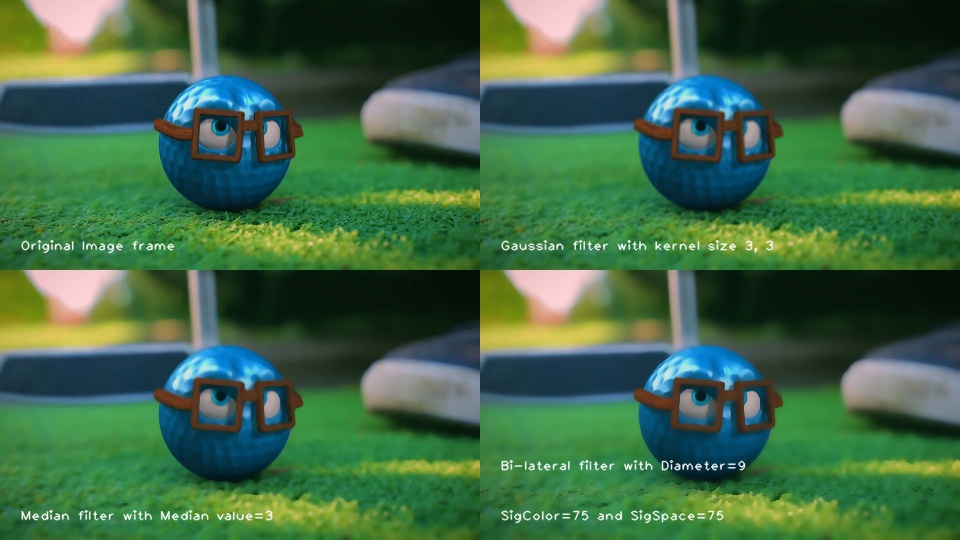 Original Image frame
Gaussian filter with kernel size 3, 3
Median filter with Median value=3
Bi-lateral filter with Diameter=9
SigColor=75 and SigSpace=75